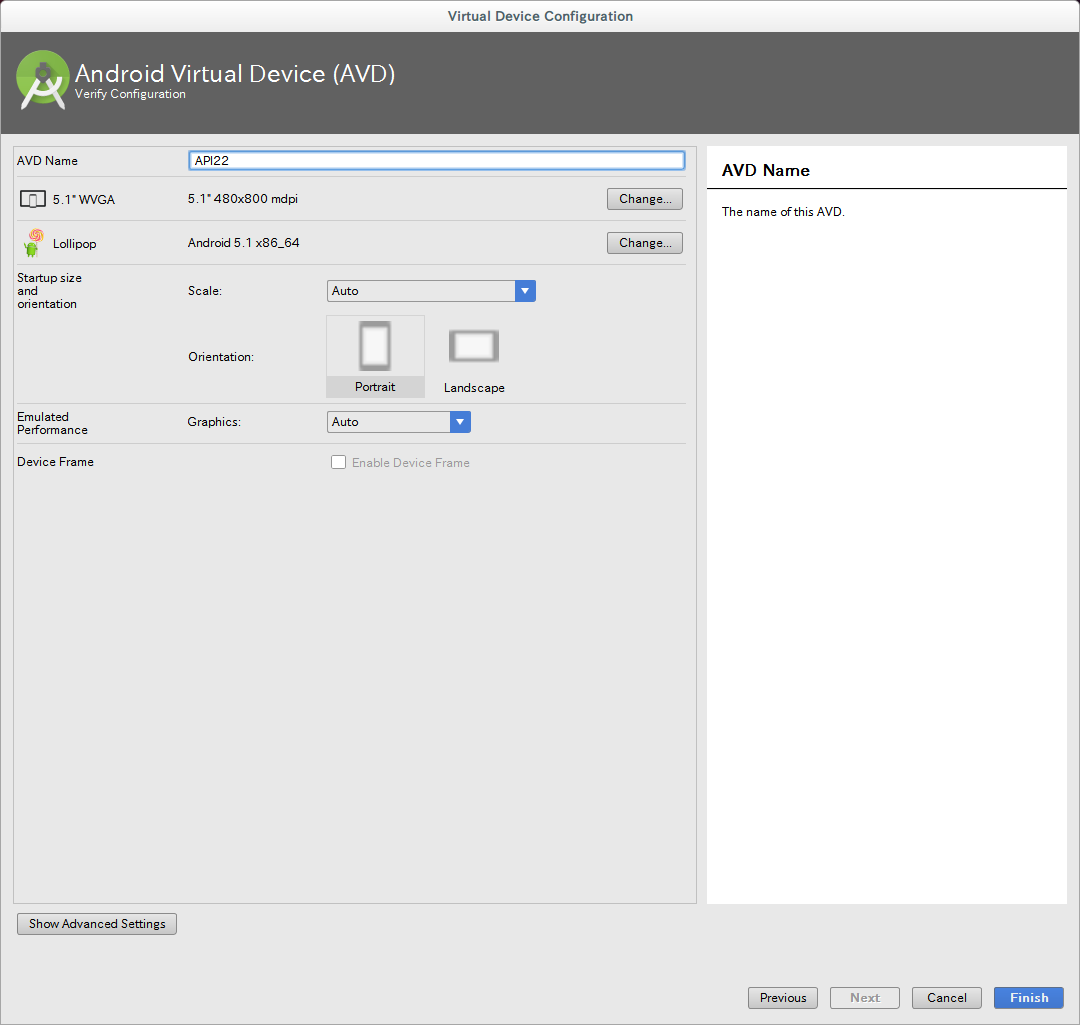 Virtual Device Configuration
Android Virtual Device (AVD)
Verify Configuration
AVD Name
API22
5.1" WVGA
5.1" 480x800 mdpi
Change...
Lollipop
Android 5.1 x86_64
Change...
Startup size
and
orientation
Scale:
Auto
Orientation:
Portrait
Landscape
Emulated
Performance
Graphics:
Auto
Device Frame
Enable Device Frame
AVD Name
The name of this AVD.
Show Advanced Settings
Previous
Next
Cancel
Finish